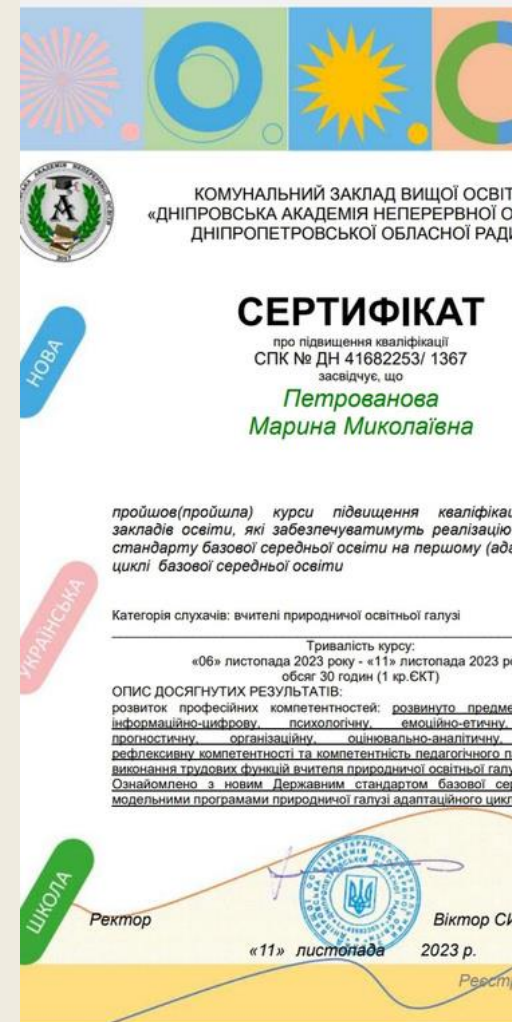 КОМУНАЛЬНИЙ ЗАКЛАД ВИЩОЇ ОСВІТ
«ДНІПРОВСЬКА АКАДЕМІЯ НЕПЕРЕРВНОЇ О
ДНІПРОПЕТРОВСЬКОЇ ОБЛАСНОЇ РАДИ
СЕРТИФІКАТ
про підвищення кваліфікації
СПК № ДН 41682253/ 1367
засвідчує, що
Петрованова
Марина Миколаївна
НОВА
пройшов(пройшла) курси підвищення кваліфікац
закладів освіти, які забезпечуватимуть реалізацію
стандарту базової середньої освіти на першому (ада
циклі базової середньої освіти
УКРАЇНСЬКА
Категорія слухачів: вчителі природничої освітньої галузі
Тривалість курсу:
«06» листопада 2023 року - «11» листопада 2023 ро
обсяг 30 годин (1 кр.ЄКТ)
ОПИС ДОСЯГНУТИХ РЕЗУЛЬТАТІВ:
розвиток професійних компетентностей: розвинуто предме
інформаційно-цифрову, психологічну, емоційно-етичну,
прогностичну, організаційну, оцінювально-аналітичну,
рефлексивну компетентності та компетентність педагогічного п
виконання трудових функцій вчителя природничої освітньої галу
Ознайомлено з новим Державним стандартом базової сер
модельними програмами природничої галузі адаптаційного цикл
ШКОЛА
Ректор
Віктор СИ
«11» листопада 2023 р.
Реєстр